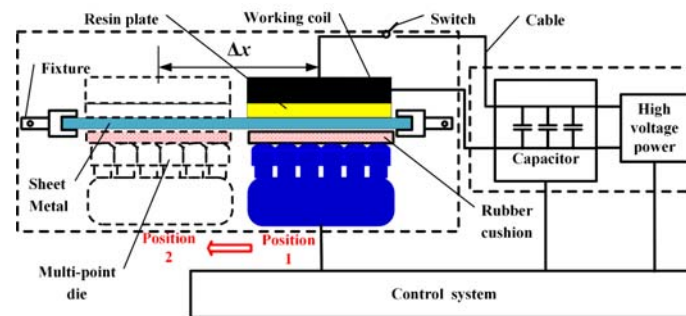 Resin plate
Working coil
Switch
Cable
Δx
Fixture
High
voltage
power
Capacitor
Sheet
Metal
Rubber
cushion
Position
2
Position
1
Multi-point
die
Control system